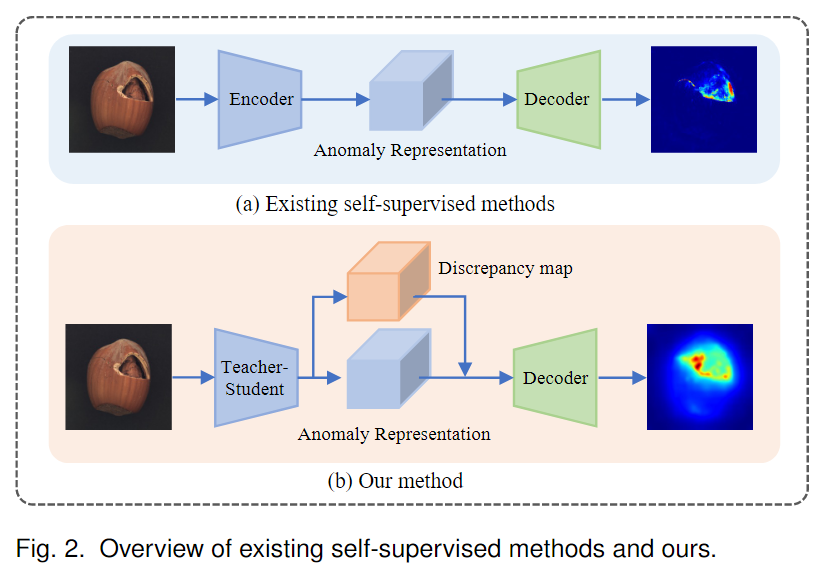 Encoder
Decoder
Anomaly Representation
(a) Existing self-supervised methods
Discrepancy map
Teacher-
Student
Decoder
Anomaly Representation
(b) Our method
Fig. 2. Overview of existing self-supervised methods and ours.